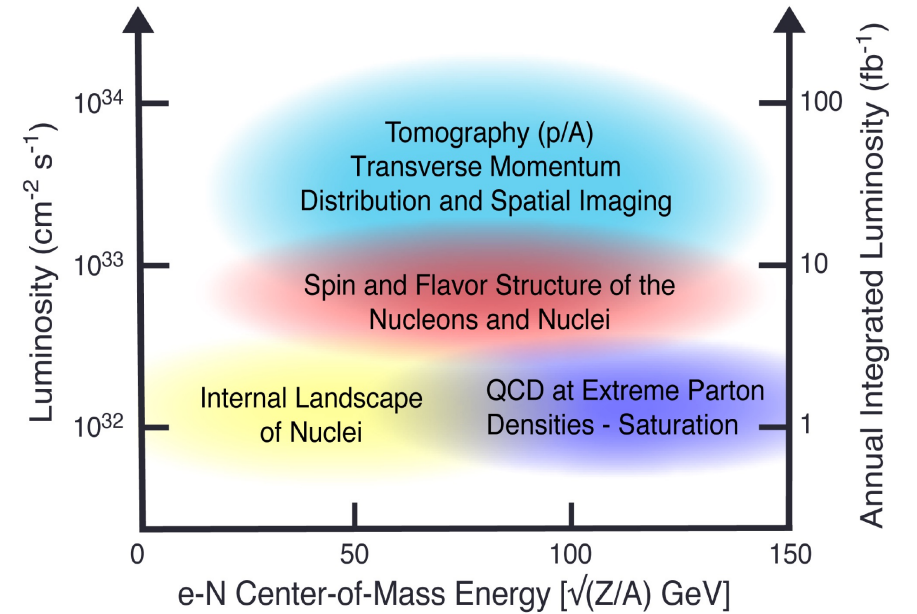 Luminosity (cm⁻² s⁻¹)
10³⁴
10³³
10³²
Tomography (p/A)
Transverse Momentum
Distribution and Spatial Imaging
Spin and Flavor Structure of the
Nucleons and Nuclei
Internal Landscape
of Nuclei
QCD at Extreme Parton
Densities - Saturation
100
10
1
Annual Integrated Luminosity (fb⁻¹)
0
50
100
150
e-N Center-of-Mass Energy [√(Z/A) GeV]